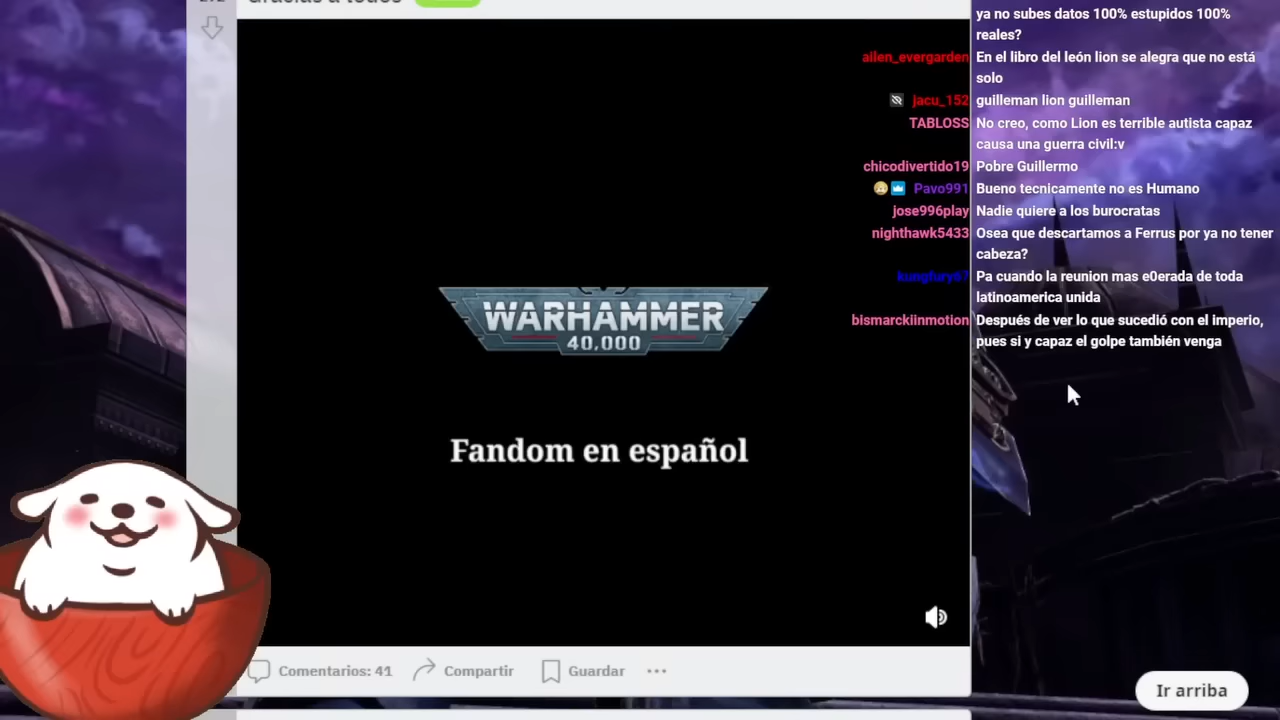 Gracias a todos
ya no subes datos 100% estupidos 100%
reales?
ailen_evergarden En el libro del león lion se alegra que no está
solo
jacu_152 guilleman lion guilleman
TABLOSS No creo, como Lion es terrible autista capaz
causa una guerra civil:v
chicodivertido19 Pobre Guillermo
Pavo991 Bueno tecnicamente no es Humano
jose996play Nadie quiere a los burocratas
nighthawk5433 Osea que descartamos a Ferrus por ya no tener
cabeza?
kungfury67 Pa cuando la reunion mas e0erada de toda
latinoamerica unida
bismarckiinmotion Después de ver lo que sucedió con el imperio,
pues si y capaz el golpe también venga
WARHAMMER
40,000
Fandom en español
Comentarios: 41 Compartir Guardar
Ir arriba